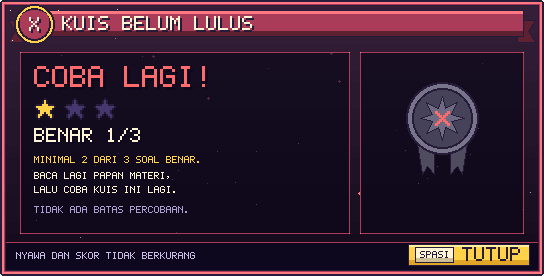 X KUIS BELUM LULUS
COBA LAGI!
BENAR 1/3
MINIMAL 2 DARI 3 SOAL BENAR.
BACA LAGI PAPAN MATERI,
LALU COBA KUIS INI LAGI.
TIDAK ADA BATAS PERCOBAAN.
NYAWA DAN SKOR TIDAK BERKURANG
SPASI TUTUP